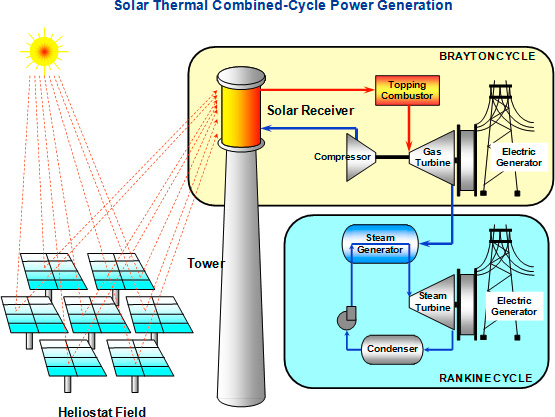 Solar Thermal Combined-Cycle Power Generation
BRAYTONCYCLE
Topping
Combustor
Solar Receiver
Compressor
Gas
Turbine
Electric
Generator
Tower
Steam
Generator
Steam
Turbine
Electric
Generator
Condenser
RANKINECYCLE
Heliostat Field